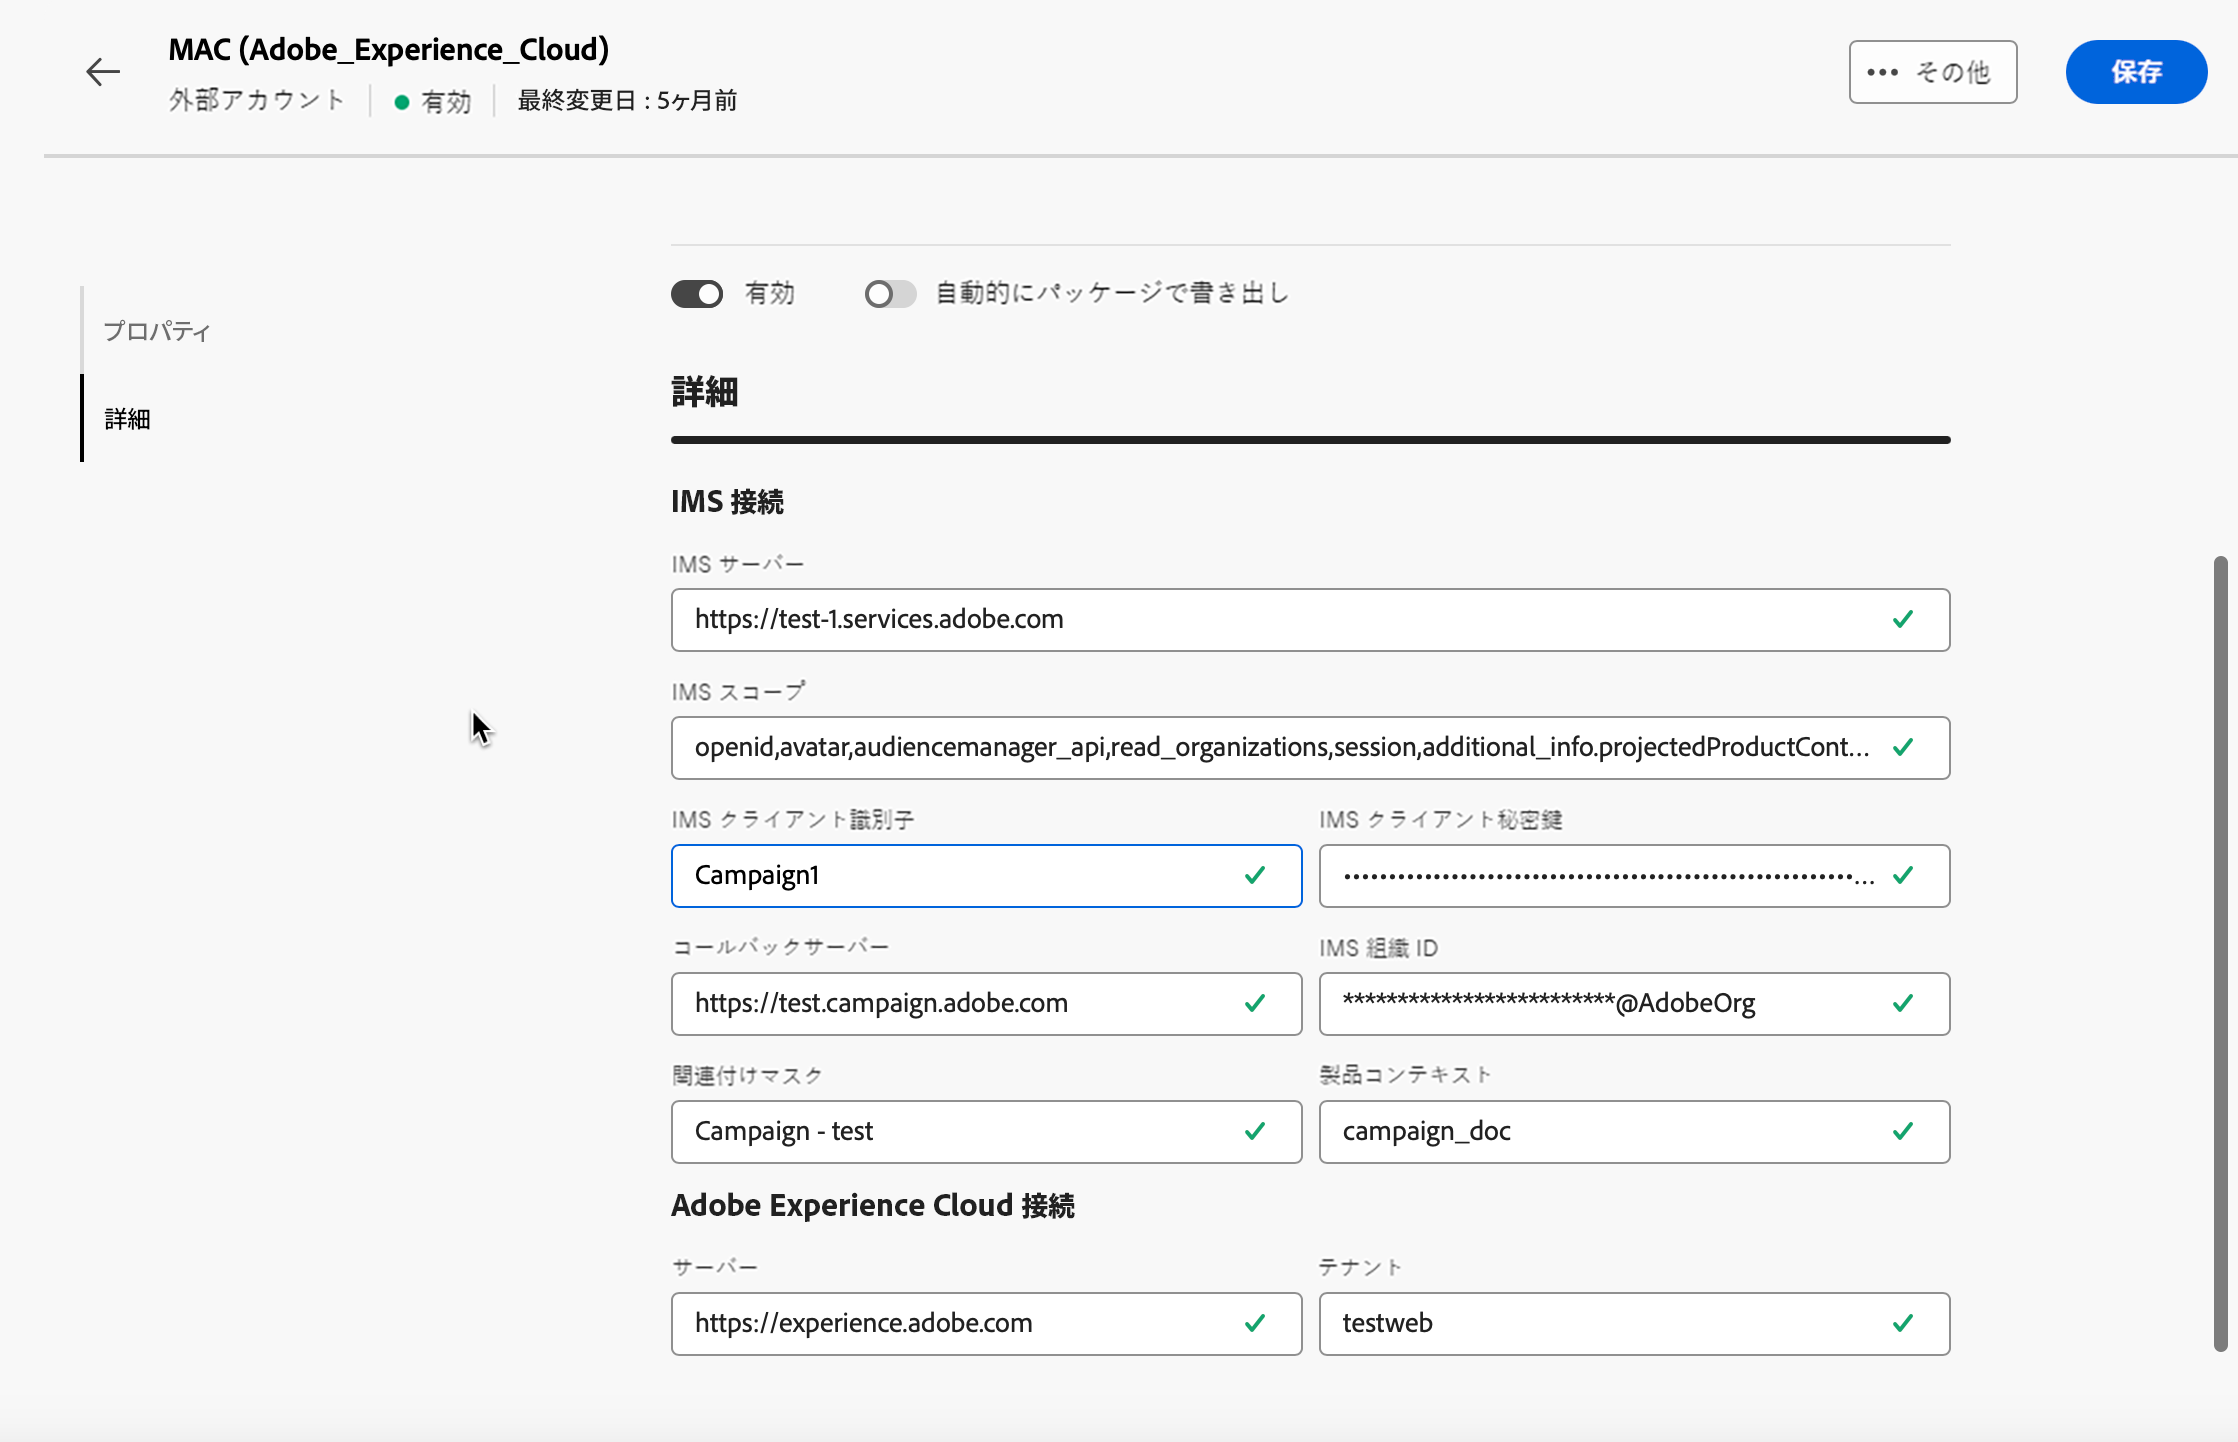 MAC (Adobe_Experience_Cloud)
外部アカウント 有効 最終変更日 : 5ヶ月前
その他
保存
有効 自動的にパッケージで書き出し
プロパティ
詳細
詳細
IMS 接続
IMS サーバー
https://test-1.services.adobe.com
IMS スコープ
openid,avatar,audiencemanager_api,read_organizations,session,additional_info.projectedProductCont...
IMS クライアント識別子 IMS クライアント秘密鍵
Campaign1 ••••••••••••••••••••••••••••••••••••••••••••••••••••••••••...
コールバックサーバー IMS 組織 ID
https://test.campaign.adobe.com *************************@AdobeOrg
関連付けマスク 製品コンテキスト
Campaign - test campaign_doc
Adobe Experience Cloud 接続
サーバー テナント
https://experience.adobe.com testweb